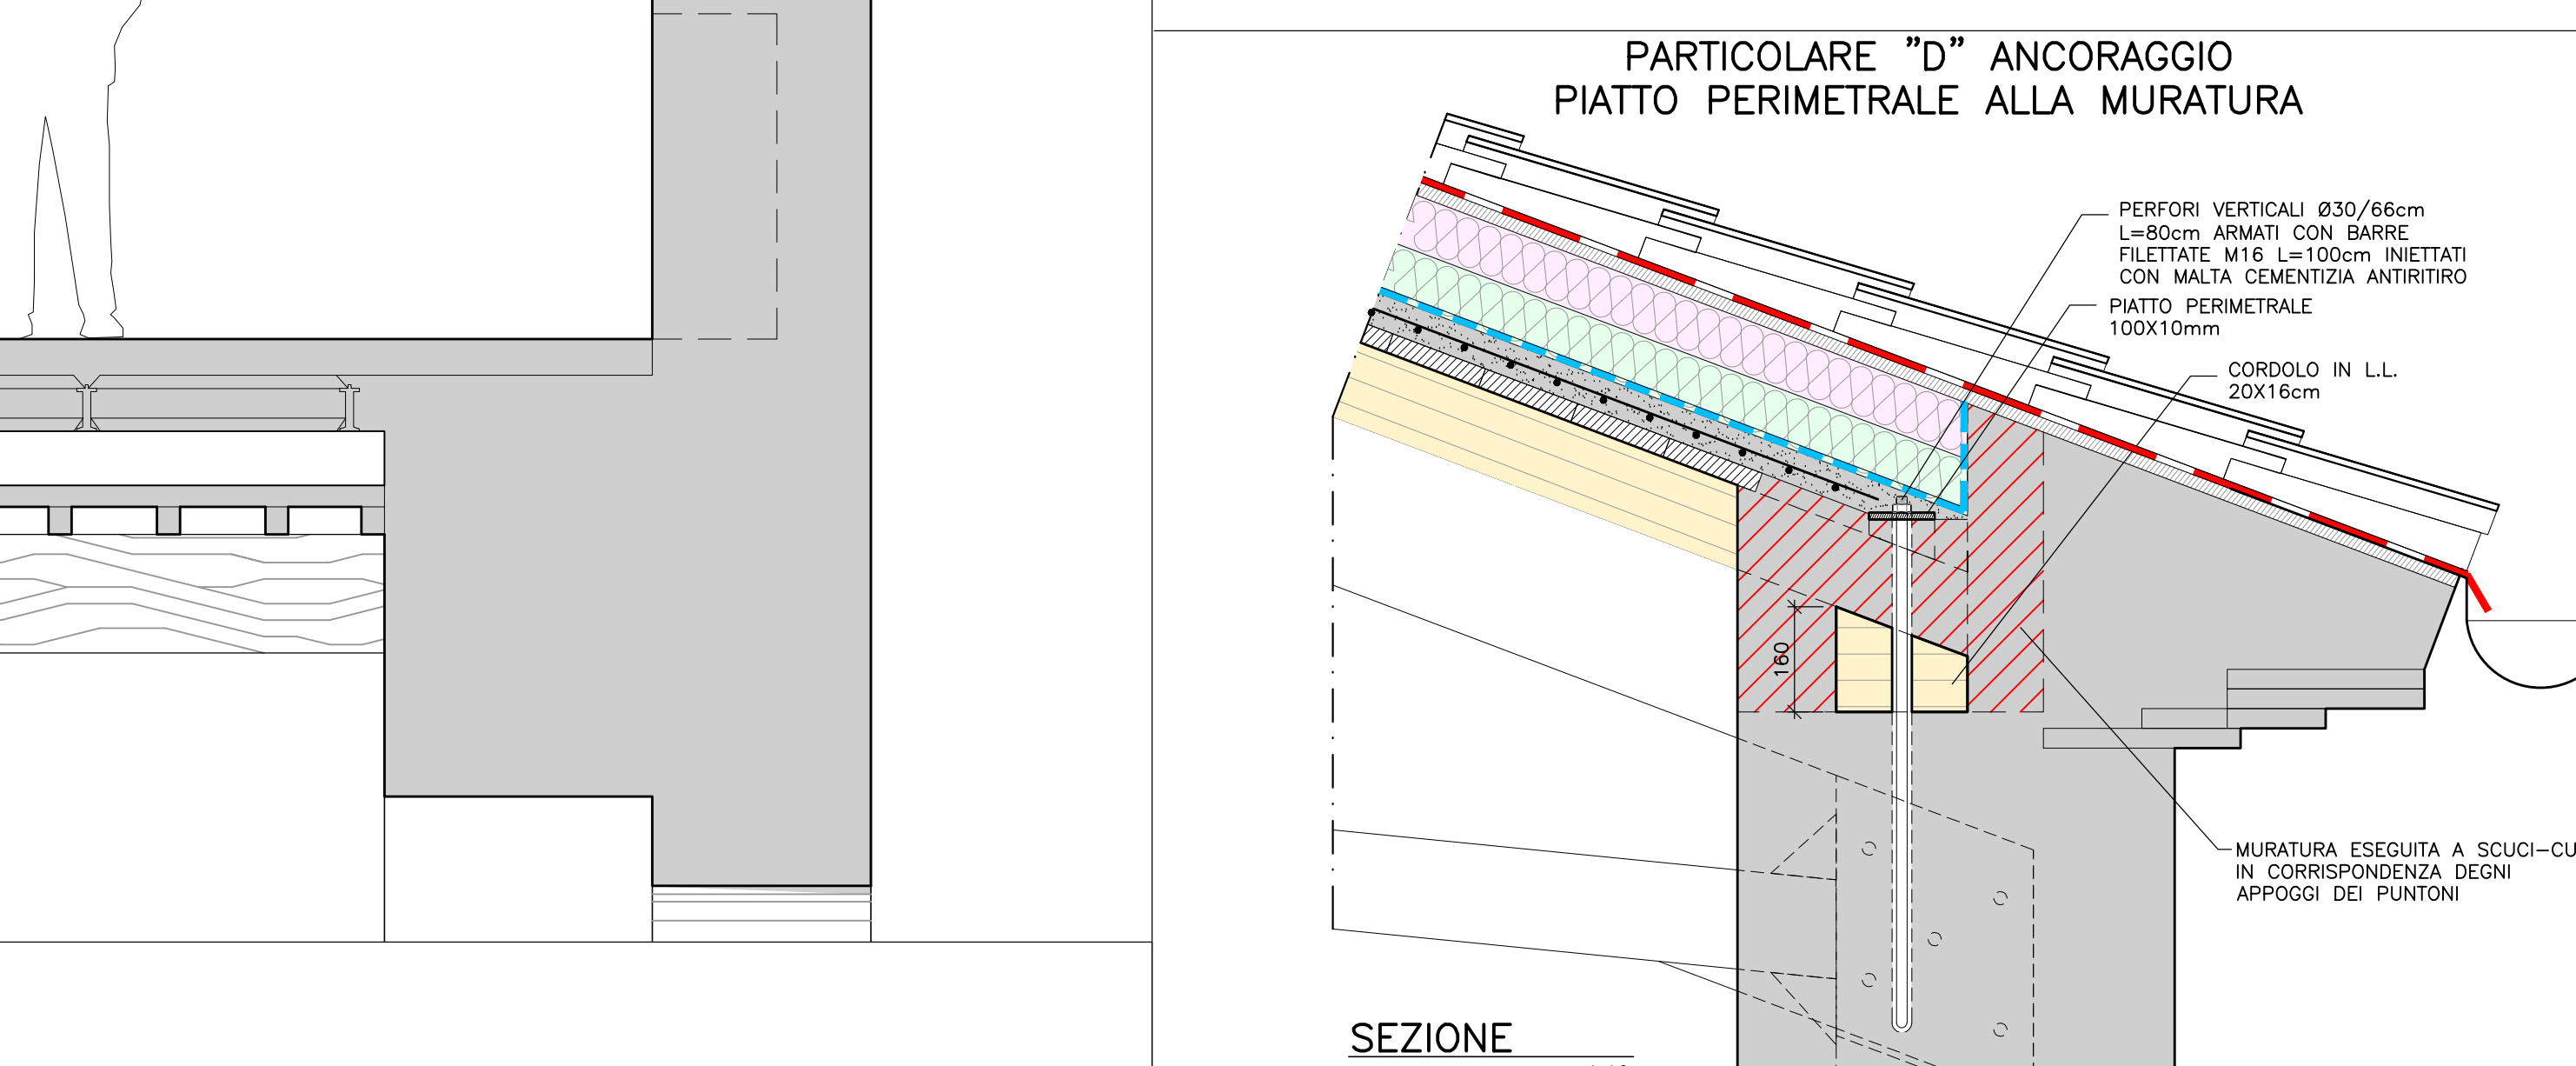 PARTICOLARE "D" ANCORAGGIO
PIATTO PERIMETRALE ALLA MURATURA
PERFORI VERTICALI Ø30/66cm
L=80cm ARMATI CON BARRE
FILETTATE M16 L=100cm INIETTATI
CON MALTA CEMENTIZIA ANTIRITIRO
PIATTO PERIMETRALE
100X10mm
CORDOLO IN L.L.
20X16cm
160
MURATURA ESEGUITA A SCUCI-CU
IN CORRISPONDENZA DEGNI
APPOGGI DEI PUNTONI
SEZIONE